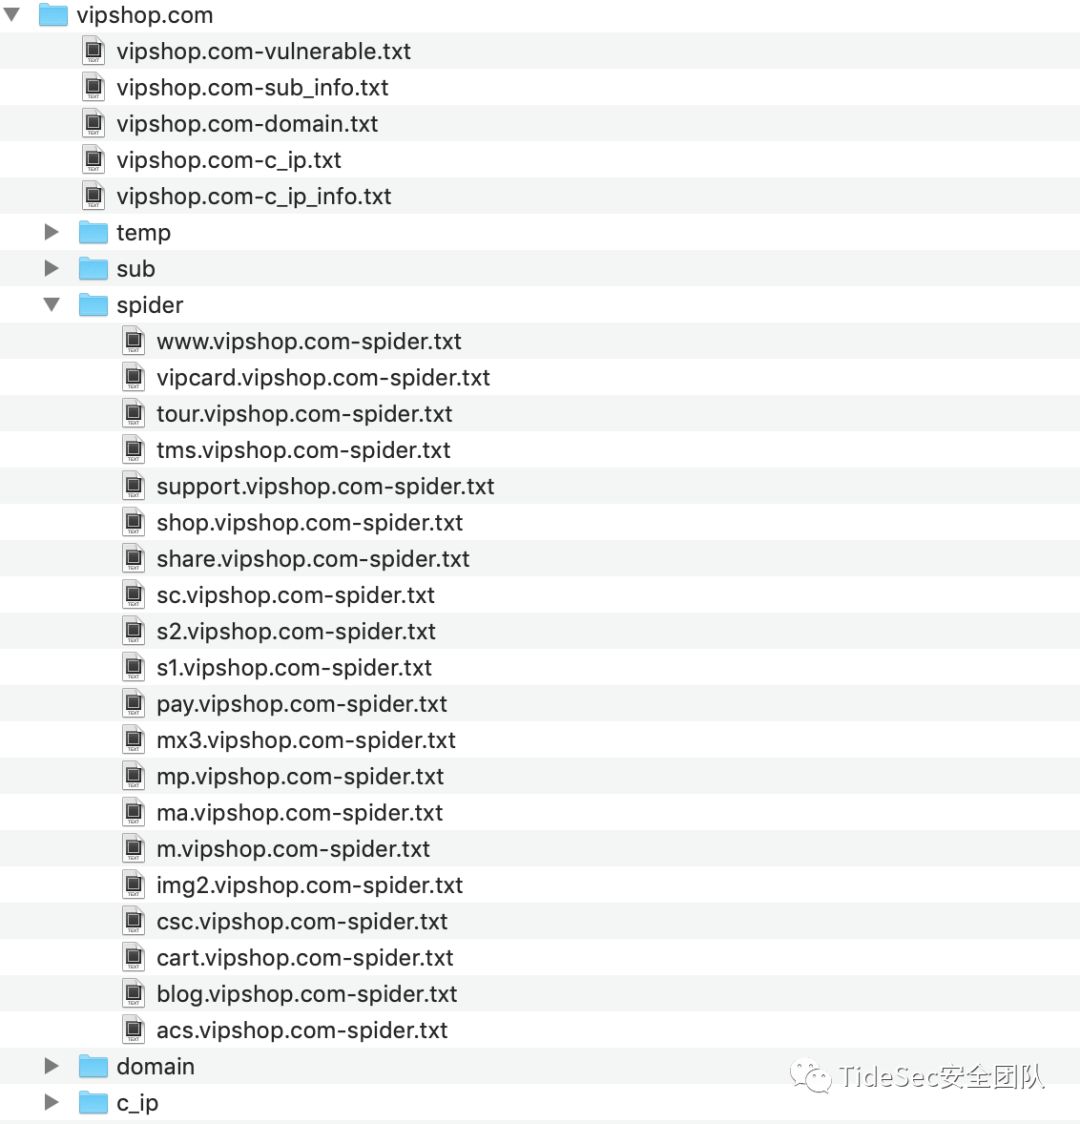 vipshop.com
vipshop.com-vulnerable.txt
vipshop.com-sub_info.txt
vipshop.com-domain.txt
vipshop.com-c_ip.txt
vipshop.com-c_ip_info.txt
temp
sub
spider
www.vipshop.com-spider.txt
vipcard.vipshop.com-spider.txt
tour.vipshop.com-spider.txt
tms.vipshop.com-spider.txt
support.vipshop.com-spider.txt
shop.vipshop.com-spider.txt
share.vipshop.com-spider.txt
sc.vipshop.com-spider.txt
s2.vipshop.com-spider.txt
s1.vipshop.com-spider.txt
pay.vipshop.com-spider.txt
mx3.vipshop.com-spider.txt
mp.vipshop.com-spider.txt
ma.vipshop.com-spider.txt
m.vipshop.com-spider.txt
img2.vipshop.com-spider.txt
csc.vipshop.com-spider.txt
cart.vipshop.com-spider.txt
blog.vipshop.com-spider.txt
acs.vipshop.com-spider.txt
domain
TideSec安全团队
c_ip